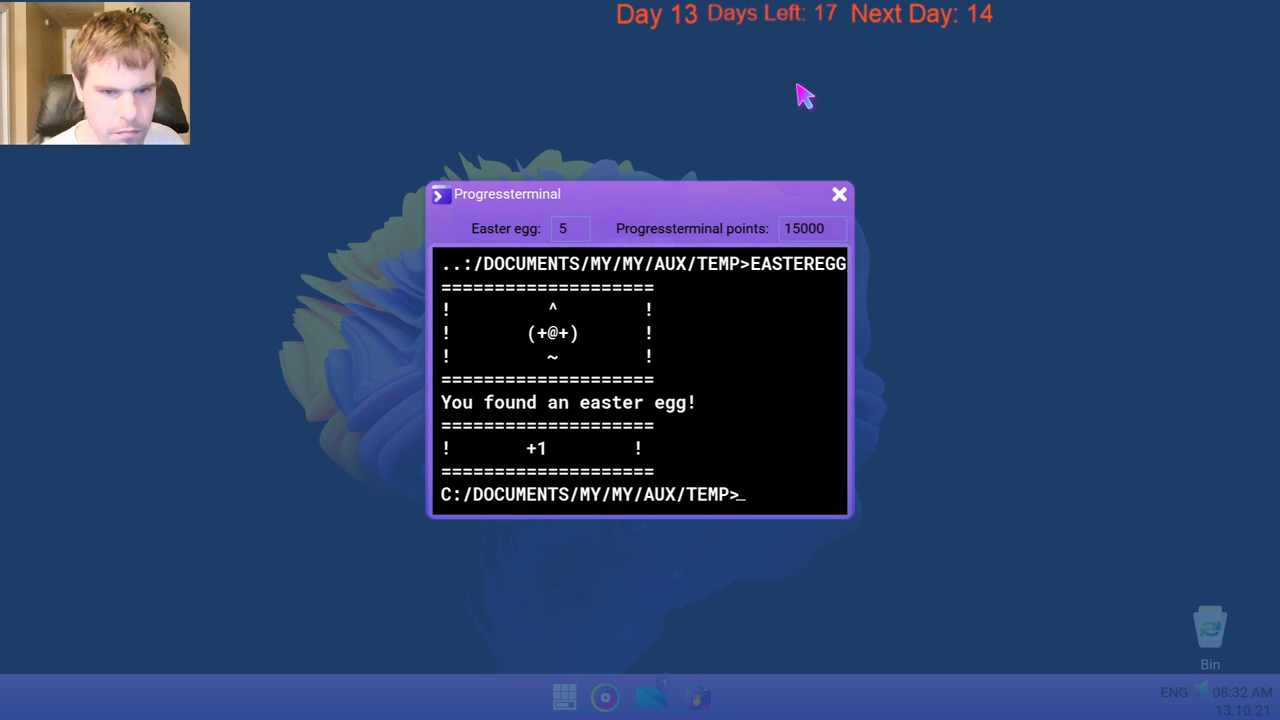 Day 13 Days Left: 17 Next Day: 14
Progressterminal
Easter egg: 5 Progressterminal points: 15000
..:/DOCUMENTS/MY/MY/AUX/TEMP>EASTEREGG
====================
! ^ !
! (+@+) !
! ~ !
====================
You found an easter egg!
====================
! +1 !
====================
C:/DOCUMENTS/MY/MY/AUX/TEMP>_
Bin
1
ENG 08:32 AM
13.10.21